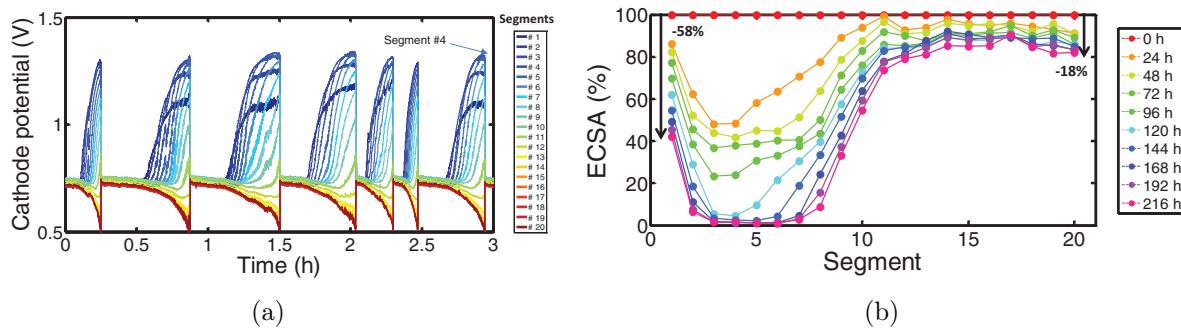 Segments
# 1
# 2
# 3
# 4
# 5
# 6
# 7
# 8
# 9
# 10
# 11
# 12
# 13
# 14
# 15
# 16
# 17
# 18
# 19
# 20
Segment #4
Cathode potential (V)
1.5
1
0.5
0 0.5 1 1.5 2 2.5 3
Time (h)
(a)
ECSA (%)
100
80
60
40
20
0
-58%
-18%
0 5 10 15 20
Segment
0 h
24 h
48 h
72 h
96 h
120 h
144 h
168 h
192 h
216 h
(b)